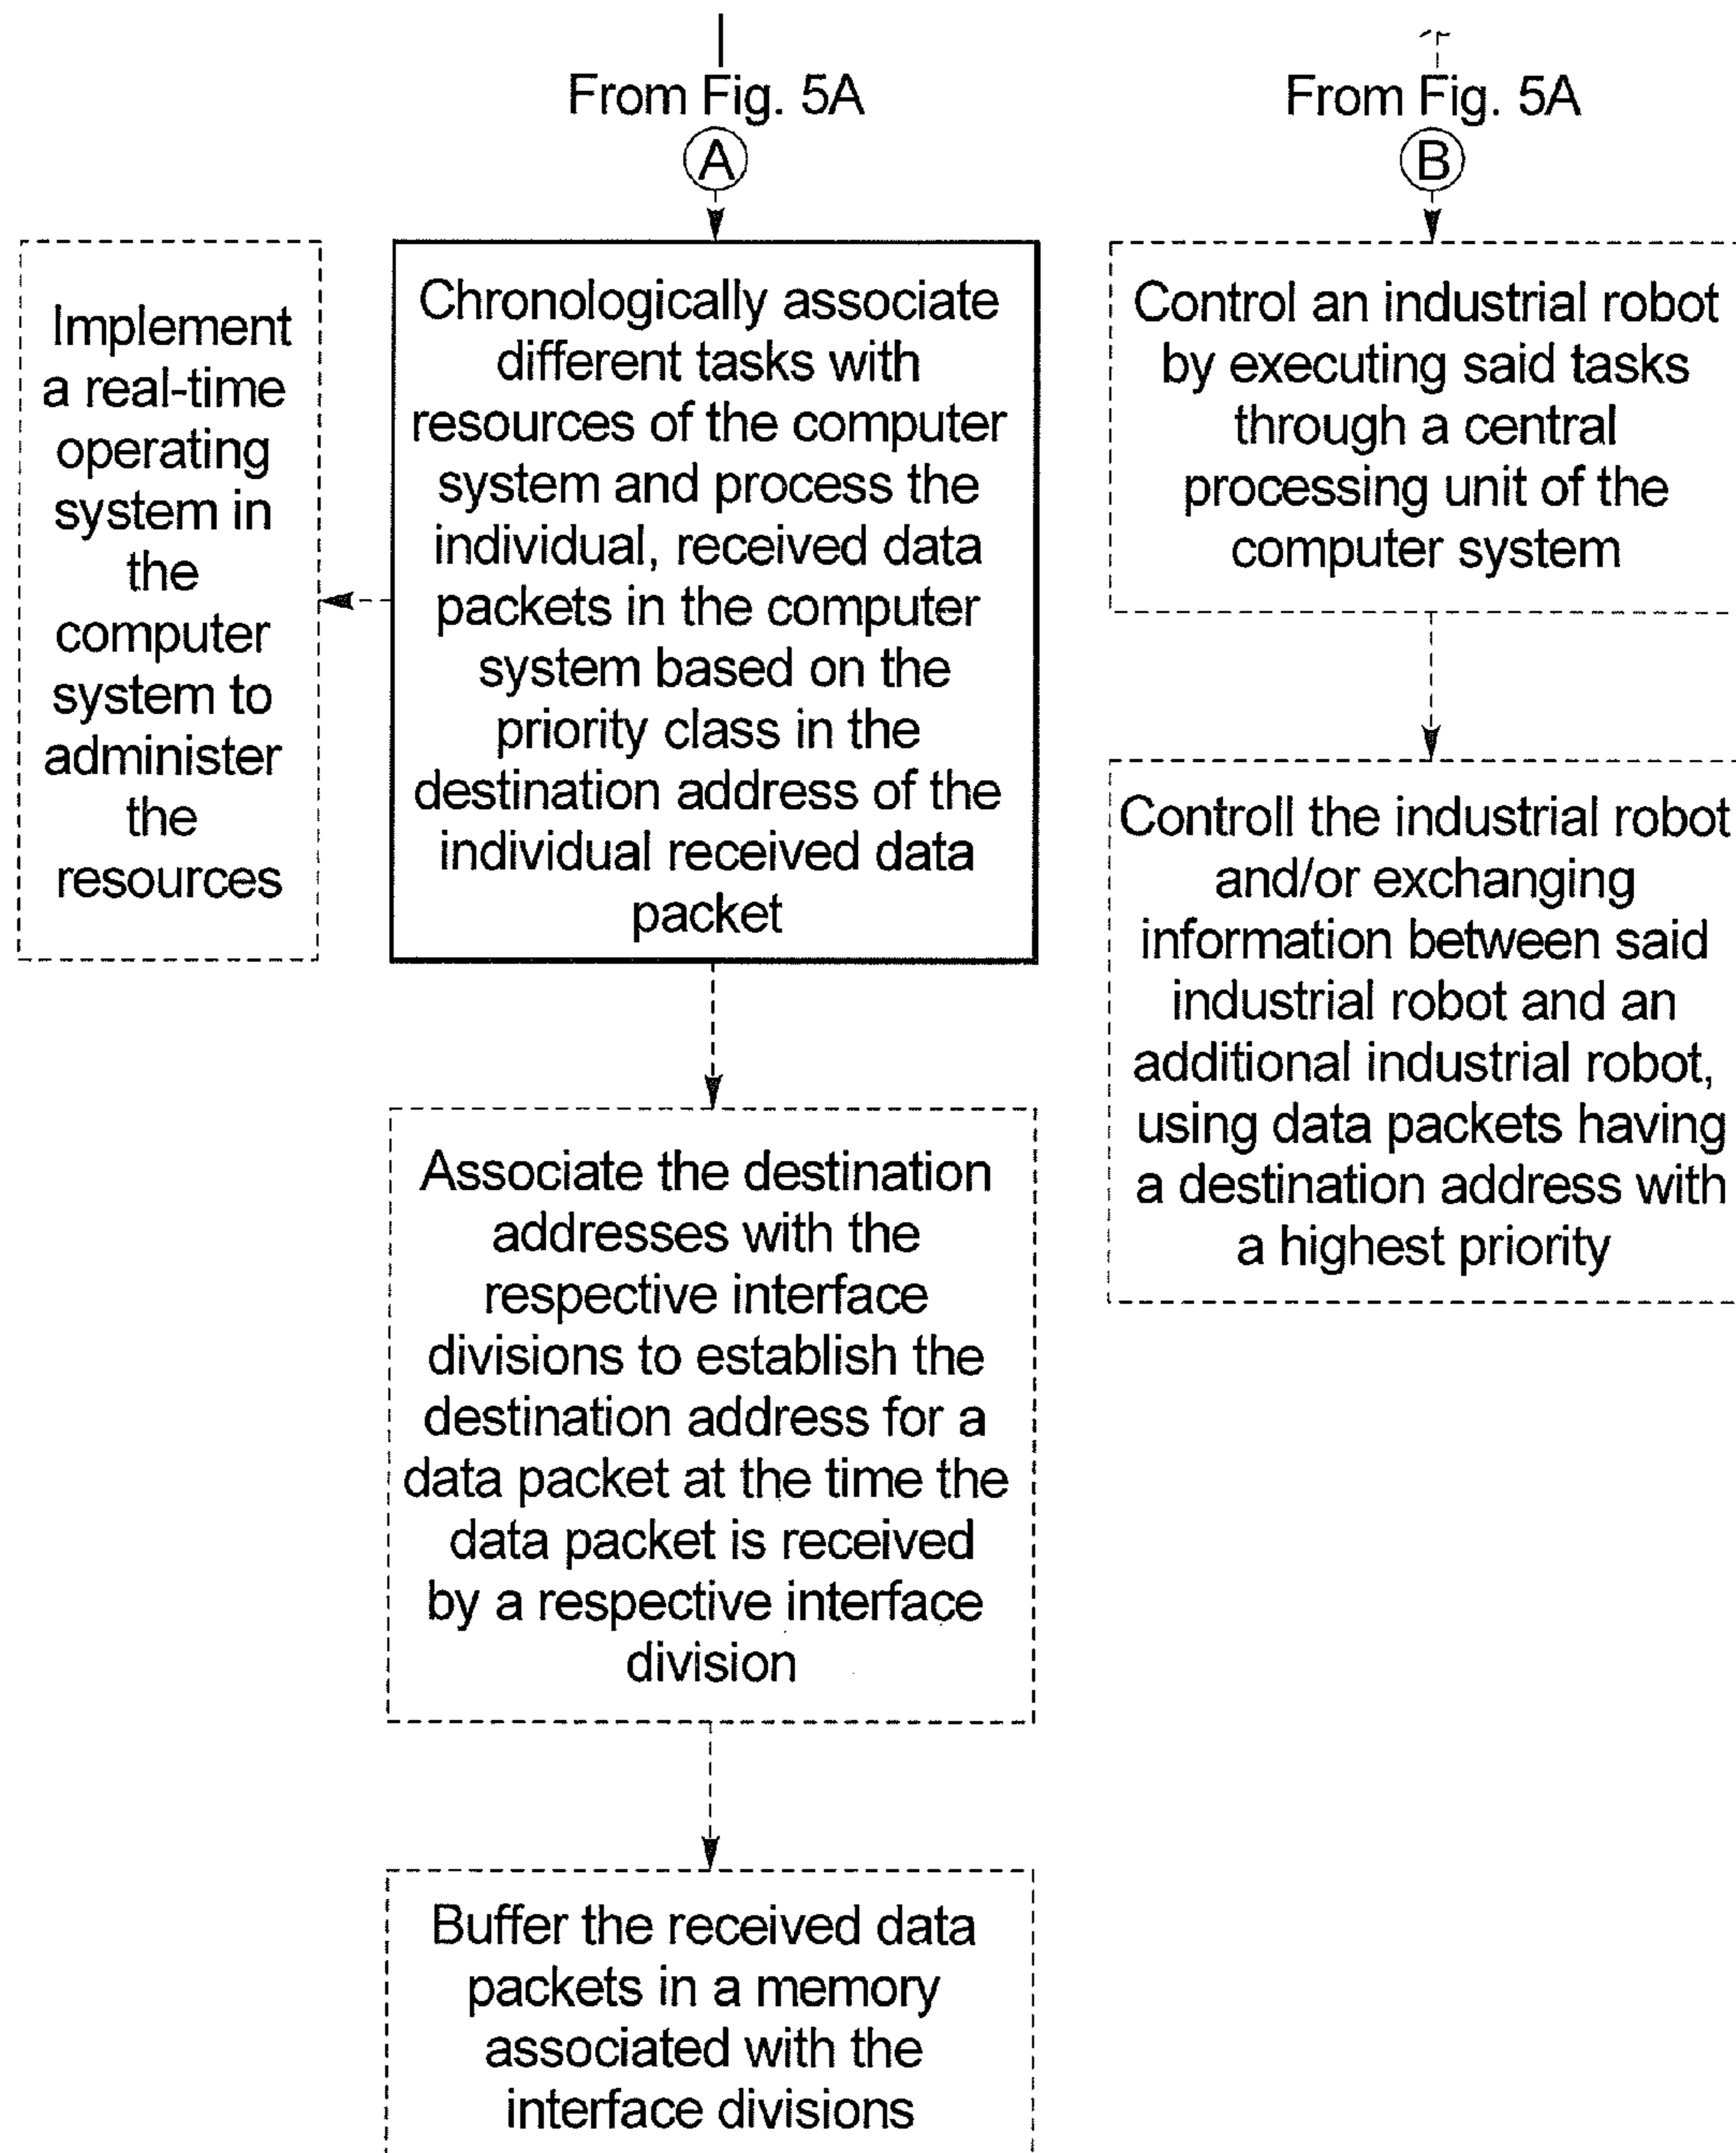 From Fig. 5A
A
From Fig. 5A
B
Implement
a real-time
operating
system in
the
computer
system to
administer
the
resources
Chronologically associate
different tasks with
resources of the computer
system and process the
individual, received data
packets in the computer
system based on the
priority class in the
destination address of the
individual received data
packet
Control an industrial robot
by executing said tasks
through a central
processing unit of the
computer system
Controll the industrial robot
and/or exchanging
information between said
industrial robot and an
additional industrial robot,
using data packets having
a destination address with
a highest priority
Associate the destination
addresses with the
respective interface
divisions to establish the
destination address for a
data packet at the time the
data packet is received
by a respective interface
division
Buffer the received data
packets in a memory
associated with the
interface divisions